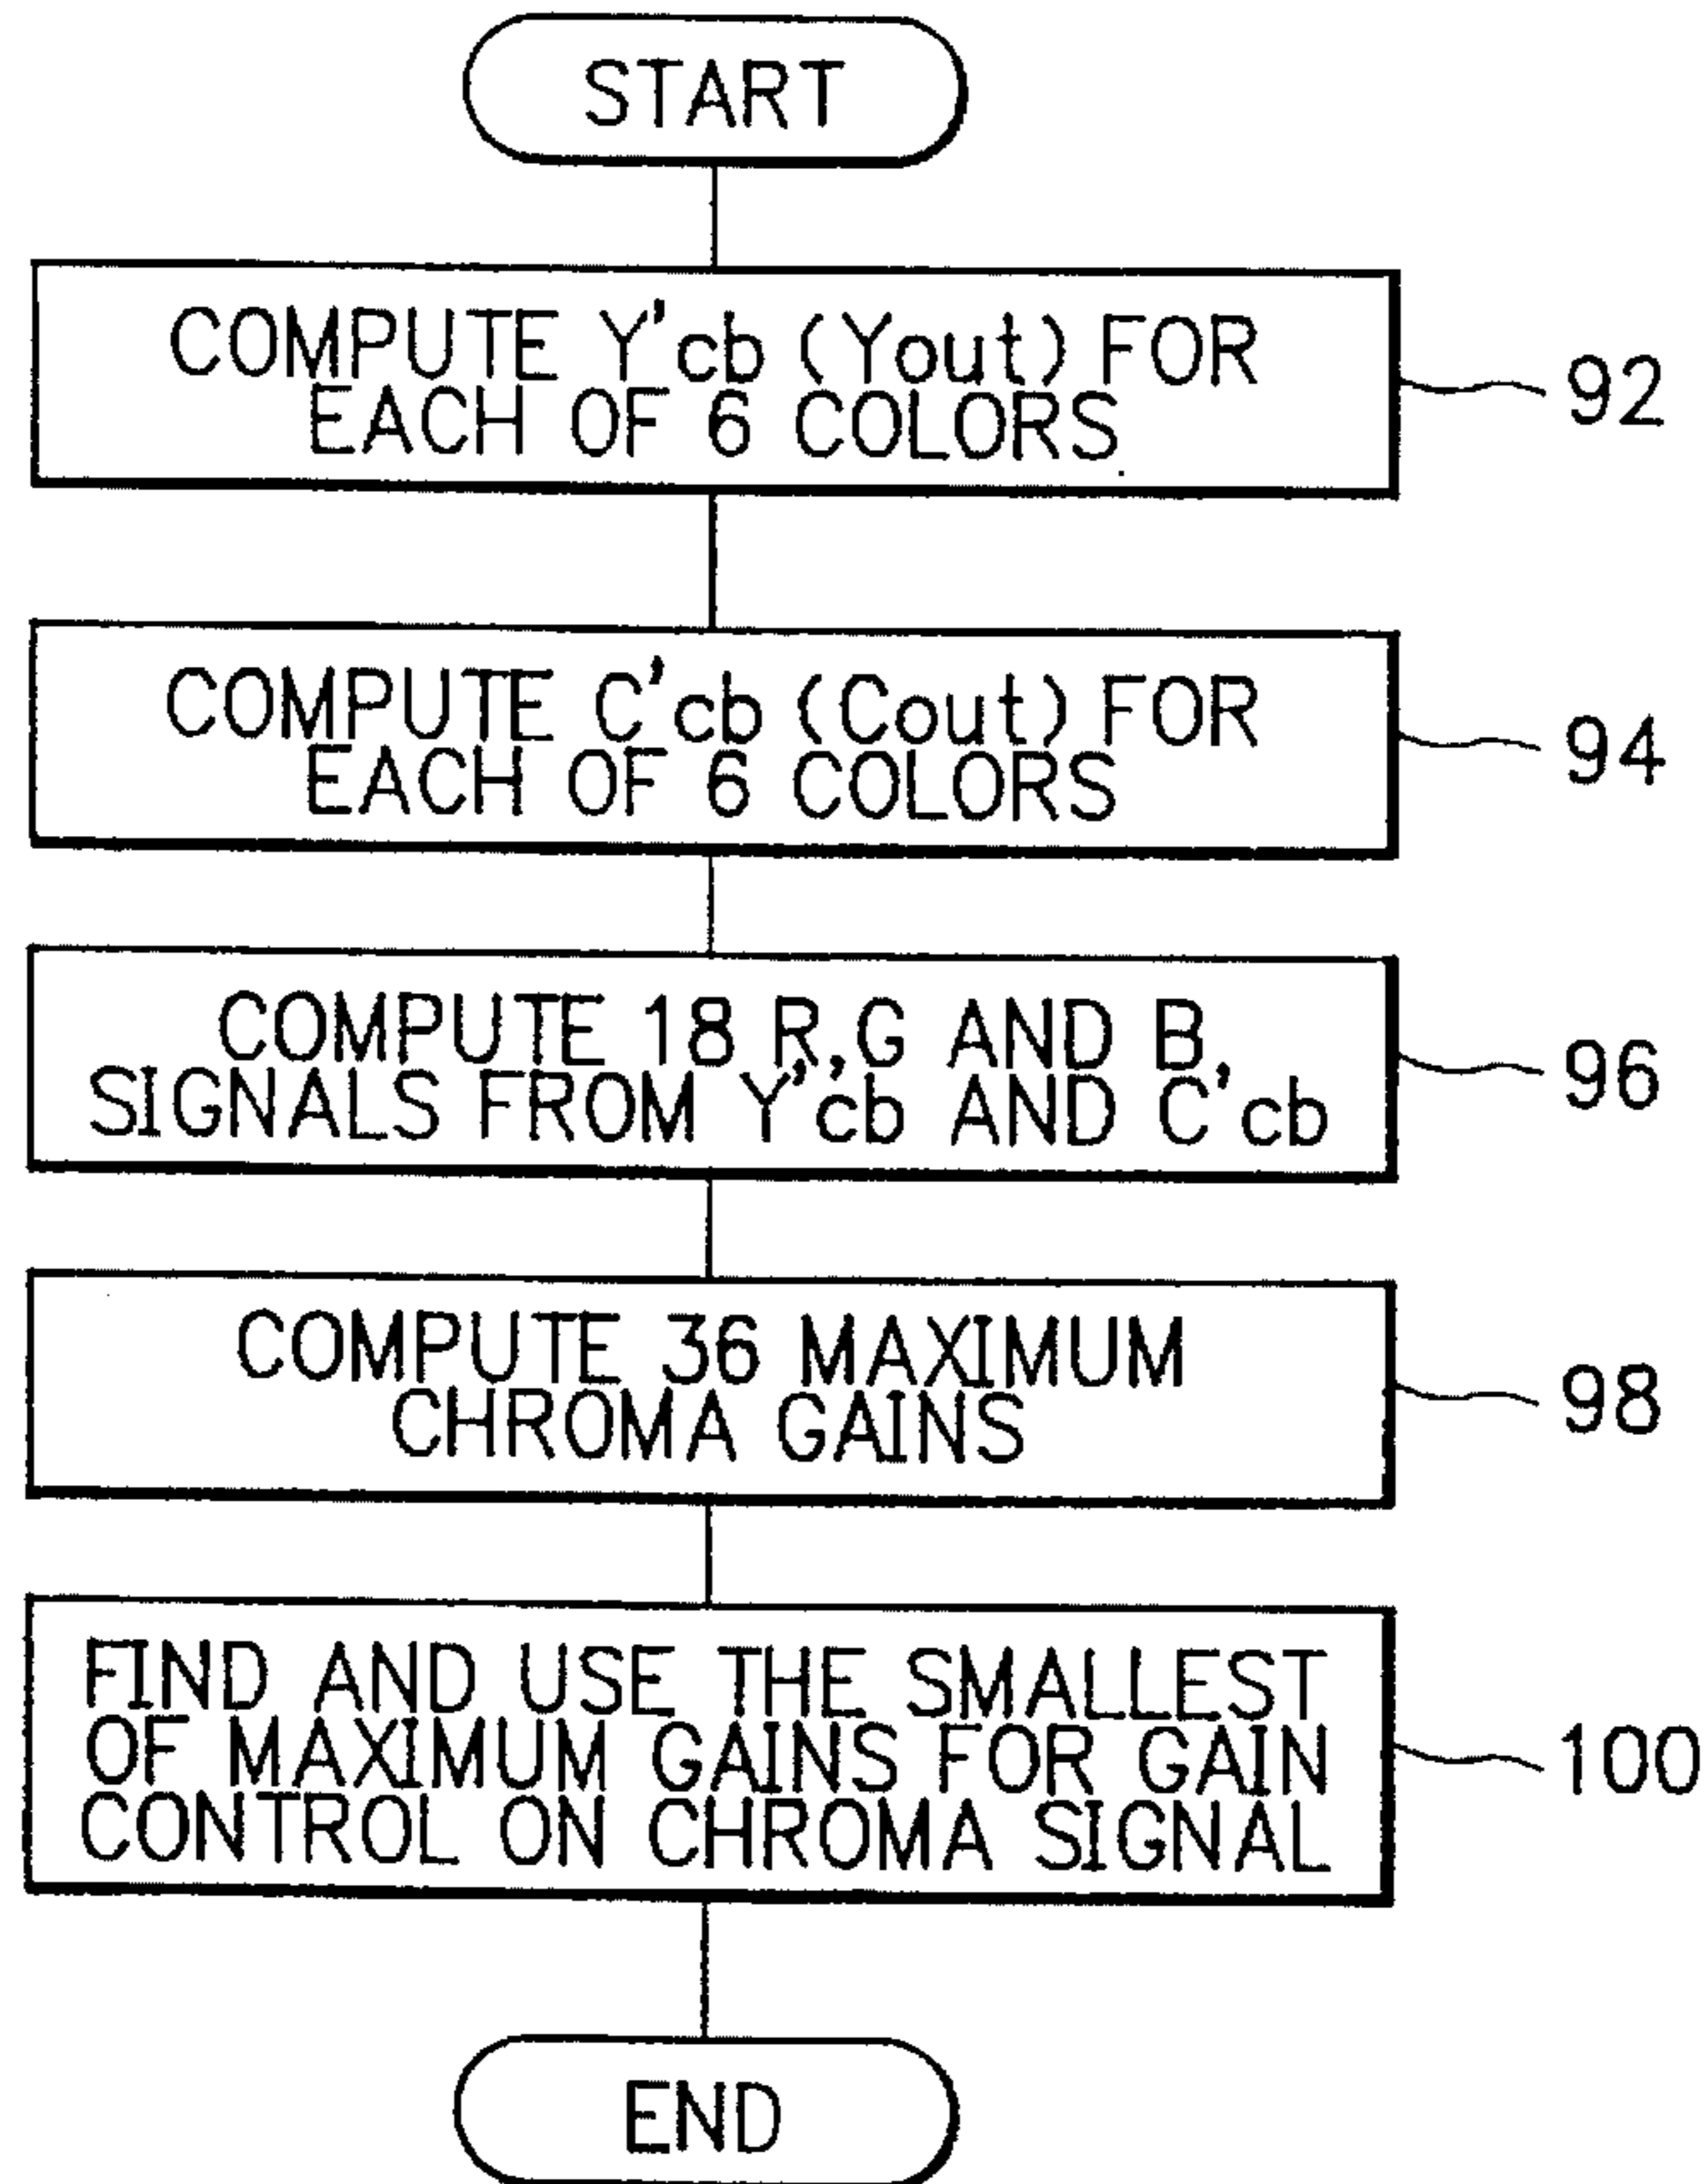 START
COMPUTE Y'cb (Yout) FOR
EACH OF 6 COLORS
92
COMPUTE C'cb (Cout) FOR
EACH OF 6 COLORS
94
COMPUTE 18 R,G AND B,
SIGNALS FROM Y'cb AND C'cb
96
COMPUTE 36 MAXIMUM
CHROMA GAINS
98
FIND AND USE THE SMALLEST
OF MAXIMUM GAINS FOR GAIN
CONTROL ON CHROMA SIGNAL
100
END